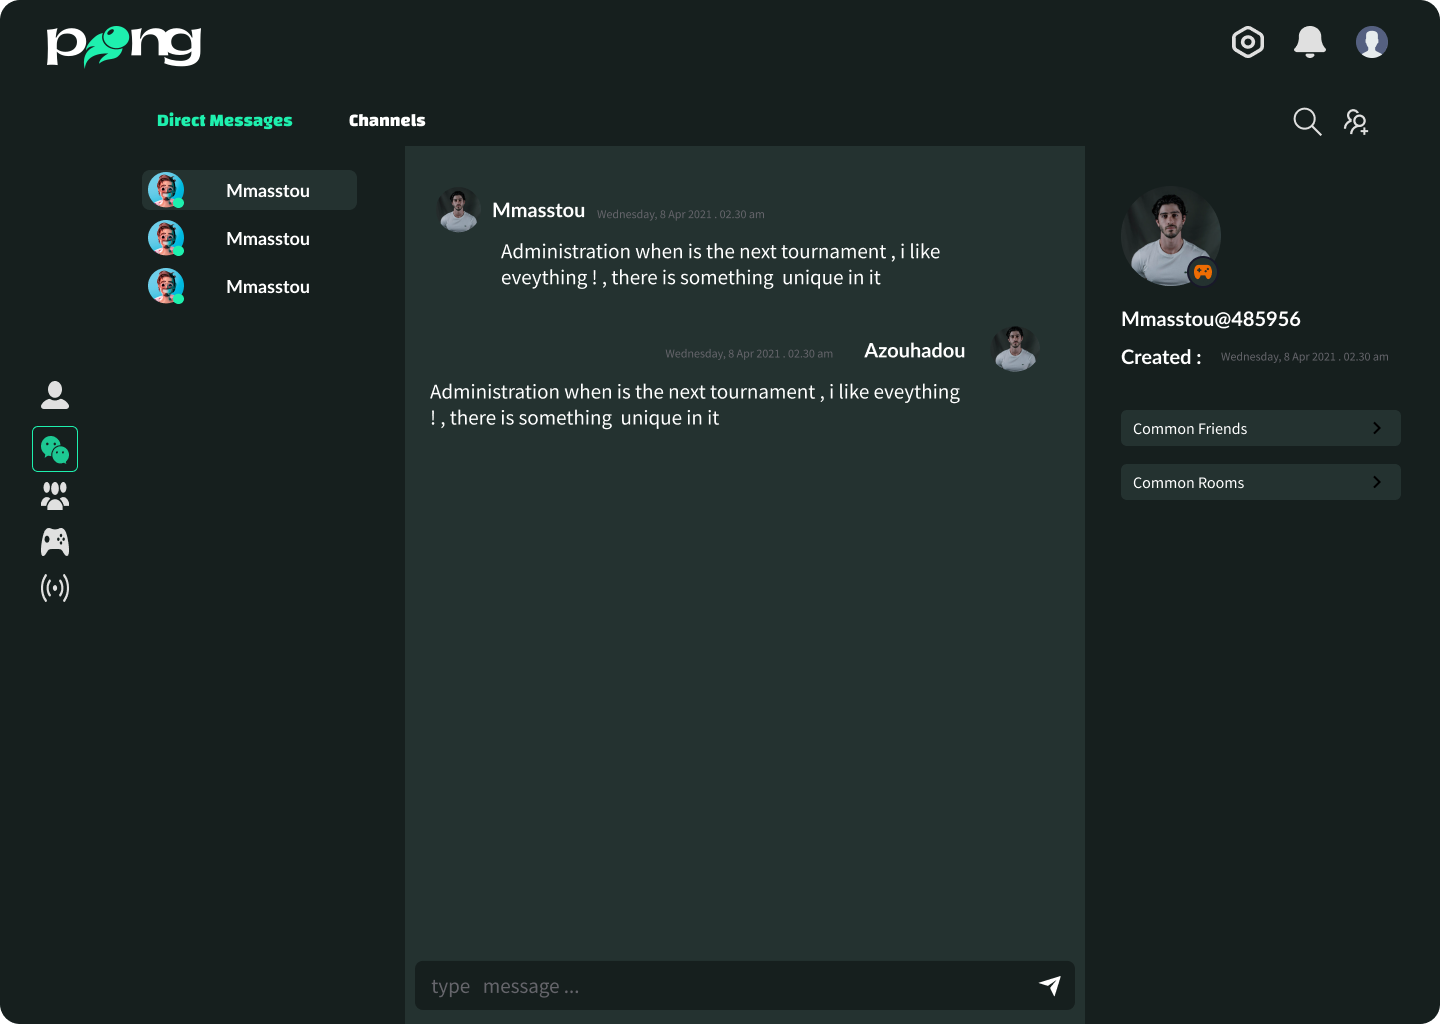 pong
Direct Messages
Channels
Mmasstou
Mmasstou
Mmasstou
Mmasstou
Wednesday, 8 Apr 2021 . 02.30 am
Administration when is the next tournament , i like
eveything ! , there is something  unique in it
Wednesday, 8 Apr 2021 . 02.30 am
Azouhadou
Administration when is the next tournament , i like eveything
! , there is something  unique in it
type  message ...
Mmasstou@485956
Created :
Wednesday, 8 Apr 2021 . 02.30 am
Common Friends
Common Rooms